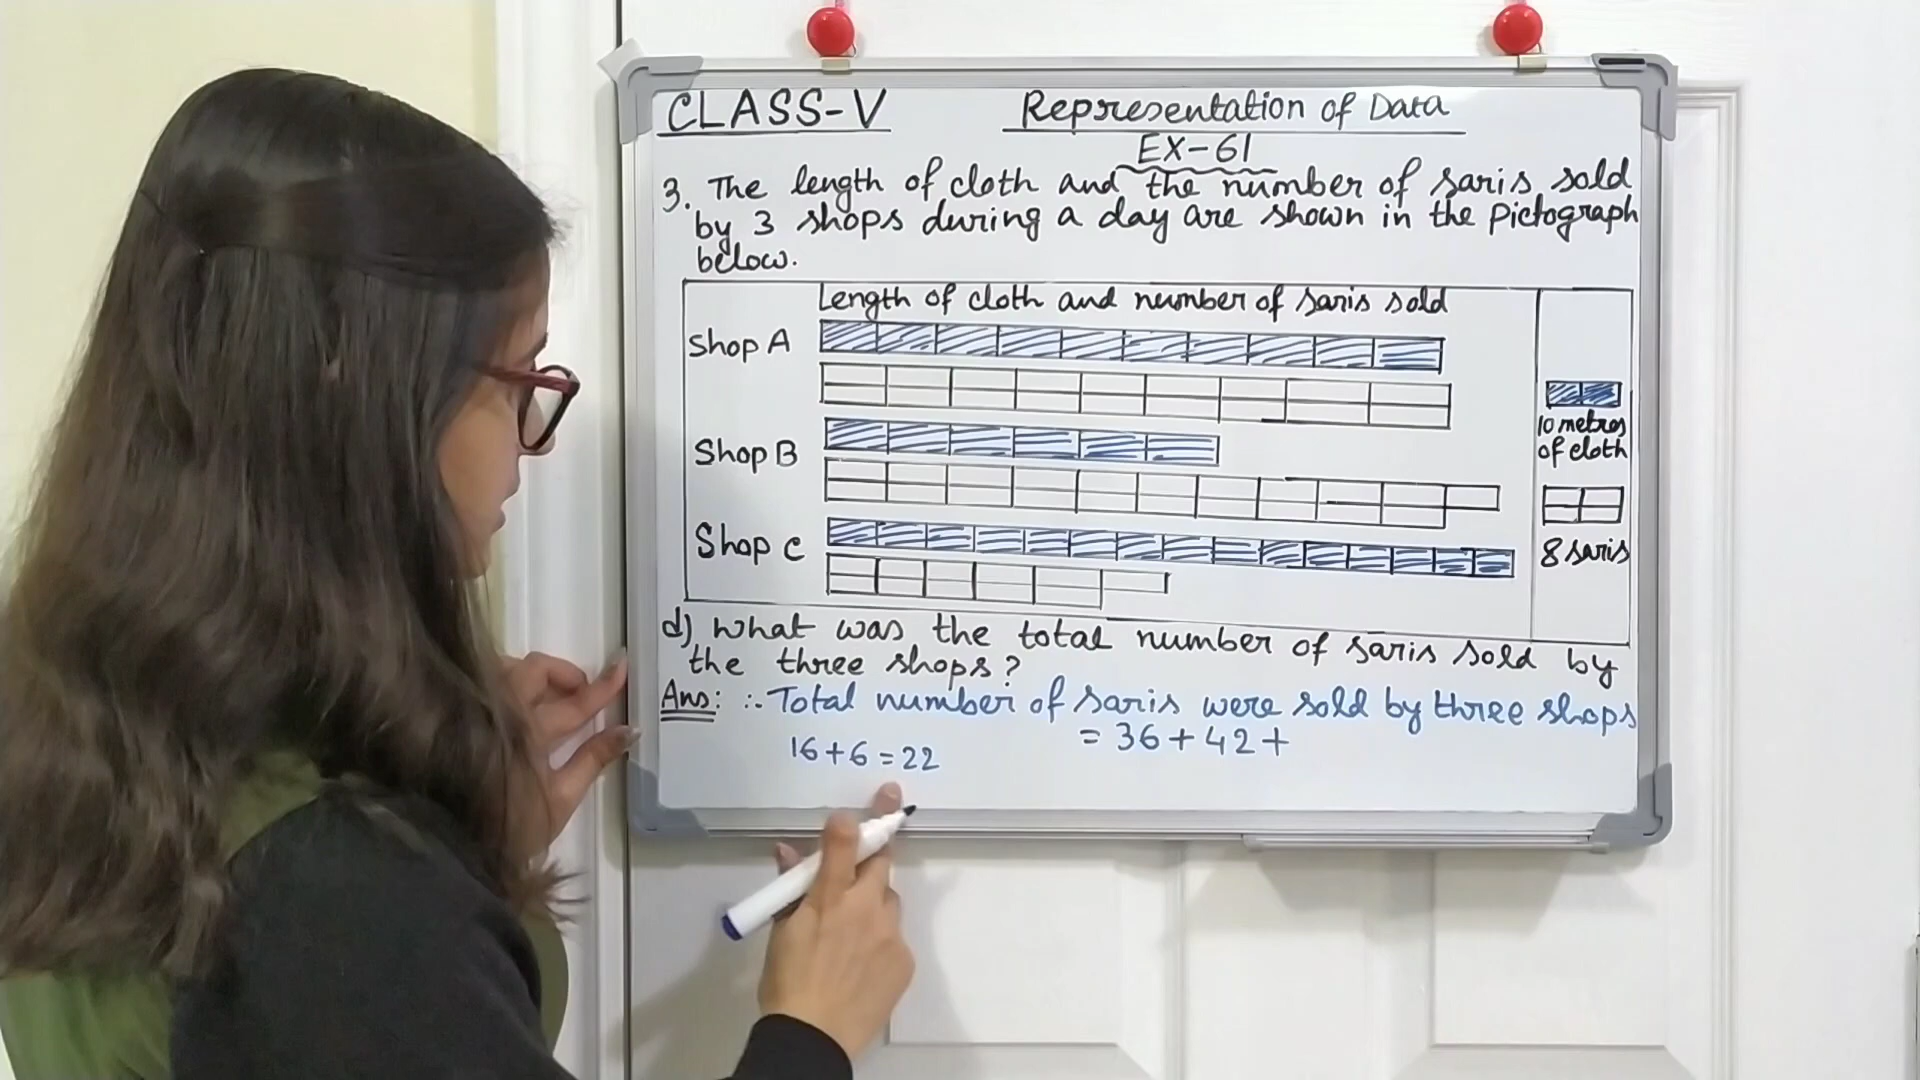 CLASS-V Representation of Data
EX-61
3. The length of cloth and the number of saris sold
by 3 shops during a day are shown in the pictograph
below.
Length of cloth and number of saris sold
Shop A
10 metres
of cloth
Shop B
Shop C
8 saris
d) What was the total number of saris sold by
the three shops?
Ans: ∴ Total number of saris were sold by three shops
= 36 + 42 +
16 + 6 = 22